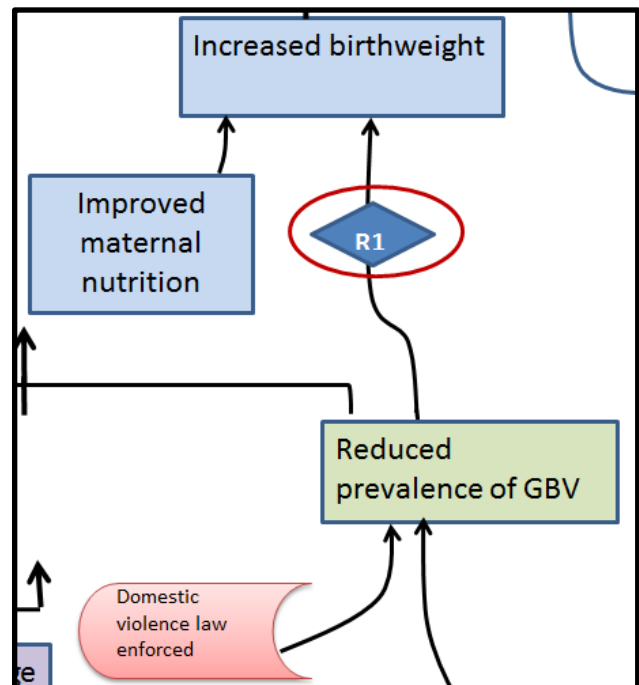 Increased birthweight
Improved
maternal
nutrition
R1
Reduced
prevalence of GBV
Domestic
violence law
enforced